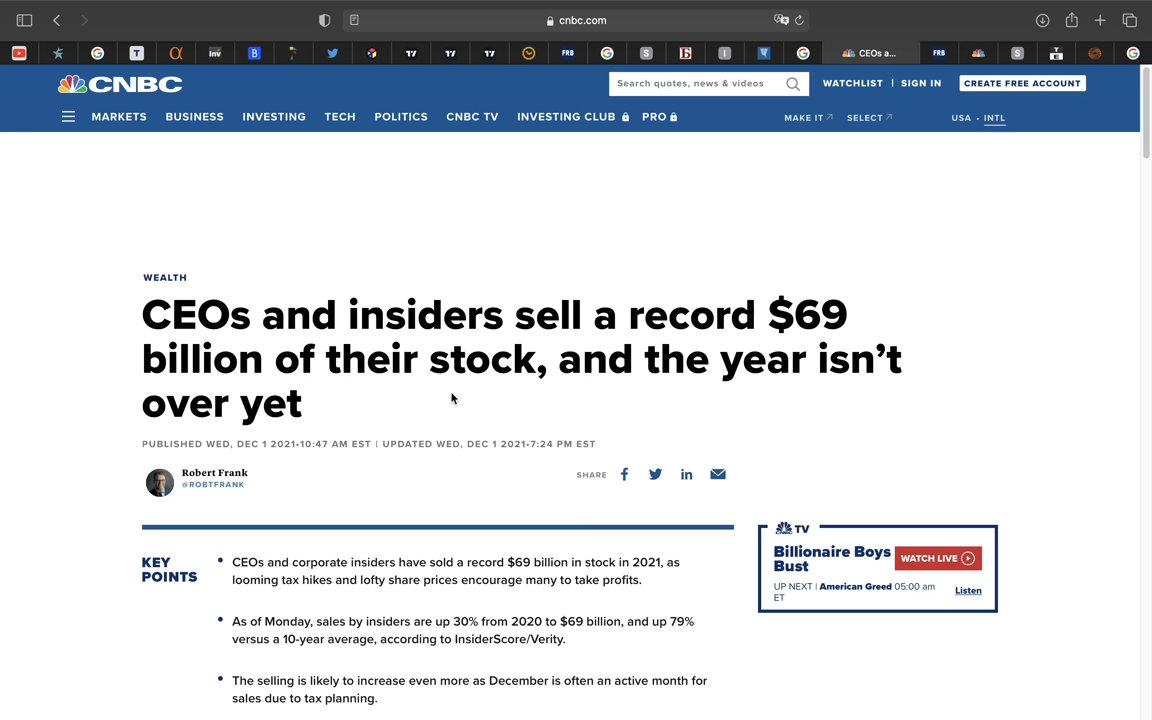 cnbc.com
T
α
Inv
B
FRB
G
S
I
CEOs a...
FRB
S
G
CNBC
Search quotes, news & videos
WATCHLIST | SIGN IN
CREATE FREE ACCOUNT
MARKETS BUSINESS INVESTING TECH POLITICS CNBC TV INVESTING CLUB PRO
MAKE IT SELECT USA • INTL
WEALTH
CEOs and insiders sell a record $69
billion of their stock, and the year isn’t
over yet
PUBLISHED WED, DEC 1 2021•10:47 AM EST | UPDATED WED, DEC 1 2021•7:24 PM EST
Robert Frank
@ROBTFRANK
SHARE
KEY
POINTS
• CEOs and corporate insiders have sold a record $69 billion in stock in 2021, as
looming tax hikes and lofty share prices encourage many to take profits.
• As of Monday, sales by insiders are up 30% from 2020 to $69 billion, and up 79%
versus a 10-year average, according to InsiderScore/Verity.
• The selling is likely to increase even more as December is often an active month for
sales due to tax planning.
CNBC TV
Billionaire Boys
Bust
WATCH LIVE
UP NEXT | American Greed 05:00 am
ET
Listen